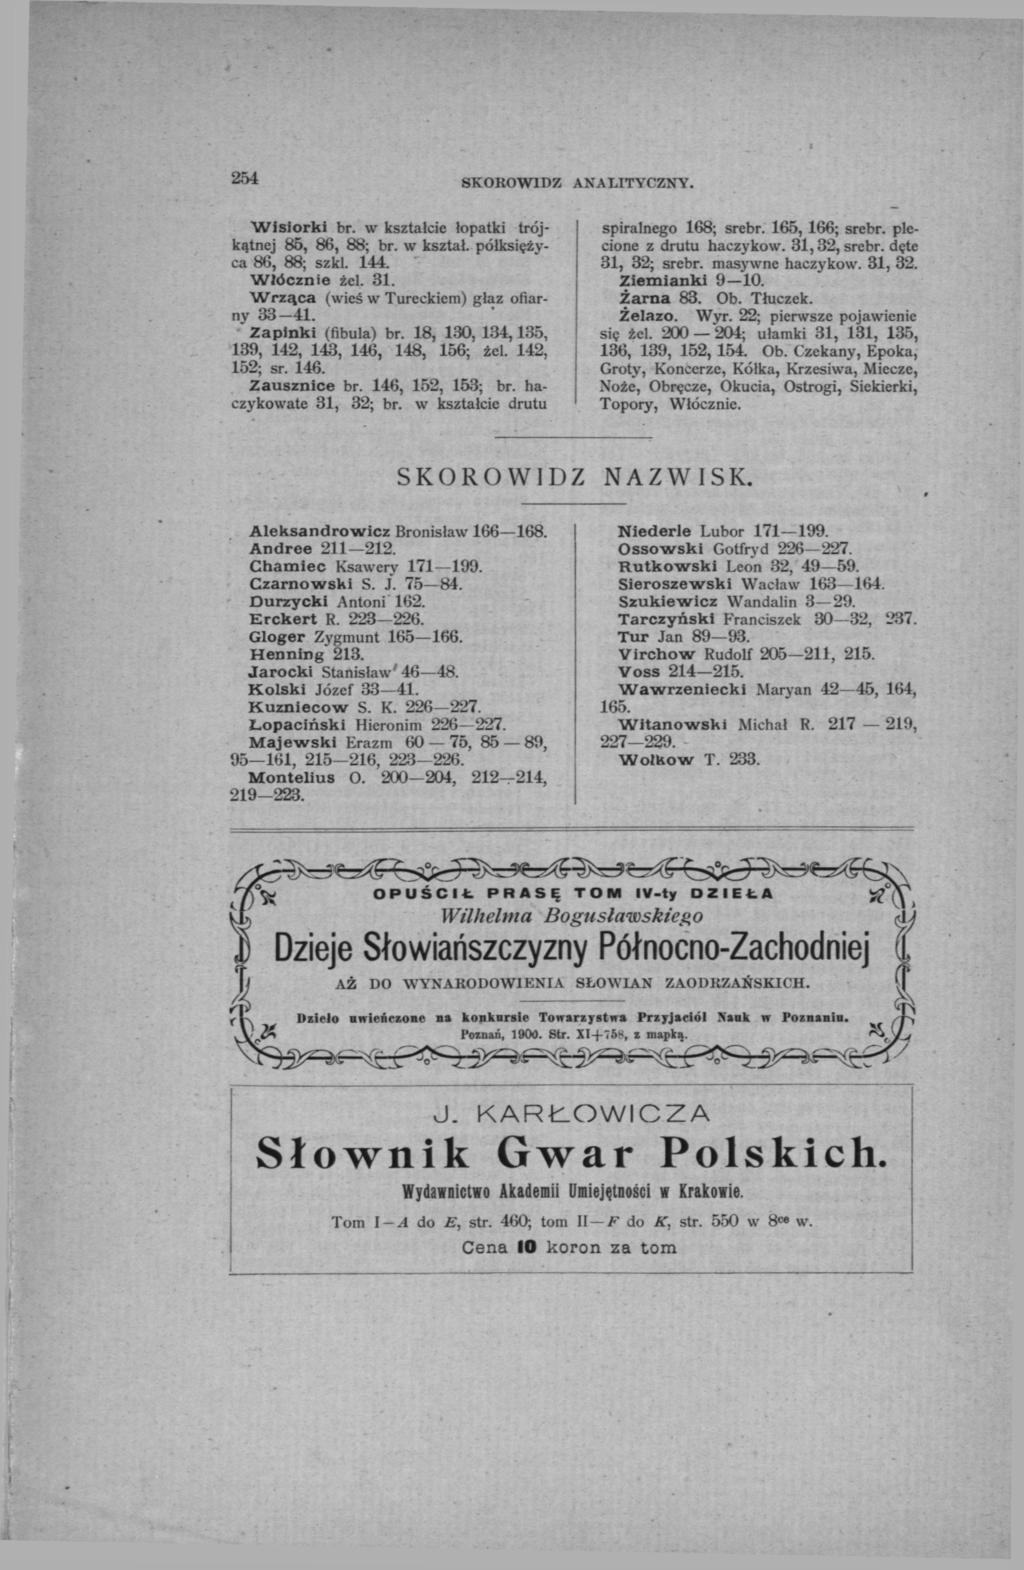 254
SKOROWIDZ ANALITYCZNY.
Wisiorki br. w kształcie łopatki trój-
kątnej 85, 86, 88; br. w kształ. półksięży-
ca 86, 88; szkl. 144.
Włócznie żel. 31.
Wrząca (wieś w Tureckiem) głaz ofiar-
ny 33—41.
Zapinki (fibula) br. 18, 130, 134, 135,
139, 142, 143, 146, 148, 156; żel. 142,
152; sr. 146.
Zausznice br. 146, 152, 153; br. ha-
czykowate 31, 32; br. w kształcie drutu
spiralnego 168; srebr. 165, 166; srebr. ple-
cione z drutu haczykow. 31, 32, srebr. dęte
31, 32; srebr. masywne haczykow. 31, 32.
Ziemianki 9—10.
Żarna 83. Ob. Tłuczek.
Żelazo. Wyr. 22; pierwsze pojawienie
się żel. 200 — 204; ułamki 31, 131, 135,
136, 139, 152, 154. Ob. Czekany, Epoka,
Groty, Koncerze, Kółka, Krzesiwa, Miecze,
Noże, Obręcze, Okucia, Ostrogi, Siekierki,
Topory, Włócznie.
SKOROWIDZ NAZWISK.
Aleksandrowicz Bronisław 166—168.
Andree 211—212.
Chamiec Ksawery 171—199.
Czarnowski S. J. 75—84.
Durzycki Antoni 162.
Erckert R. 223—226.
Gloger Zygmunt 165—166.
Henning 213.
Jarocki Stanisław 46—48.
Kolski Józef 33—41.
Kuzniecow S. K. 226—227.
Łopaciński Hieronim 226—227.
Majewski Erazm 60 — 75, 85 — 89,
95—161, 215—216, 223—226.
Montelius O. 200—204, 212—214,
219—223.
Niederle Lubor 171—199.
Ossowski Gotfryd 226—227.
Rutkowski Leon 32, 49—59.
Sieroszewski Wacław 163—164.
Szukiewicz Wandalin 3—29.
Tarczyński Franciszek 30—32, 237.
Tur Jan 89—93.
Virchow Rudolf 205—211, 215.
Voss 214—215.
Wawrzeniecki Maryan 42—45, 164,
165.
Witanowski Michał R. 217 — 219,
227—229.
Wołkow T. 233.
OPUŚCIŁ PRASĘ TOM IV-ty DZIEŁA
Wilhelma Bogusławskiego
Dzieje Słowiańszczyzny Północno-Zachodniej
AŻ DO WYNARODOWIENIA SŁOWIAN ZAODRZAŃSKICH.
Dzieło uwieńczone na konkursie Towarzystwa Przyjaciół Nauk w Poznaniu.
Poznań, 1900. Str. XI+758, z mapką.
J. KARŁOWICZA
Słownik Gwar Polskich.
Wydawnictwo Akademii Umiejętności w Krakowie.
Tom I—A do E, str. 460; tom II—F do K, str. 550 w 8ce w.
Cena 10 koron za tom